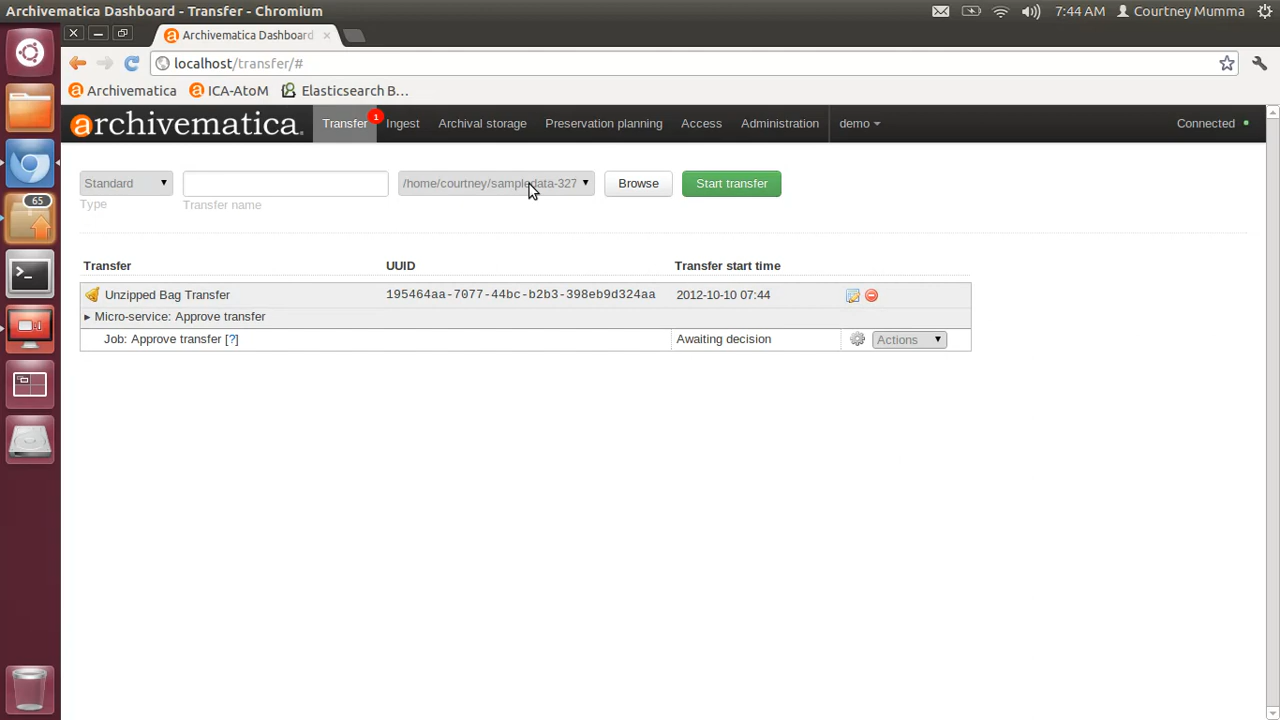 Archivematica Dashboard - Transfer - Chromium
7:44 AM Courtney Mumma
Archivematica Dashboard ×
localhost/transfer/#
Archivematica ICA-AtoM Elasticsearch B...
65
archivematica. Transfer 1 Ingest Archival storage Preservation planning Access Administration demo Connected
Standard /home/courtney/sampledata-327 Browse Start transfer
Type Transfer name
Transfer UUID Transfer start time
Unzipped Bag Transfer 195464aa-7077-44bc-b2b3-398eb9d324aa 2012-10-10 07:44
Micro-service: Approve transfer
Job: Approve transfer [?] Awaiting decision Actions